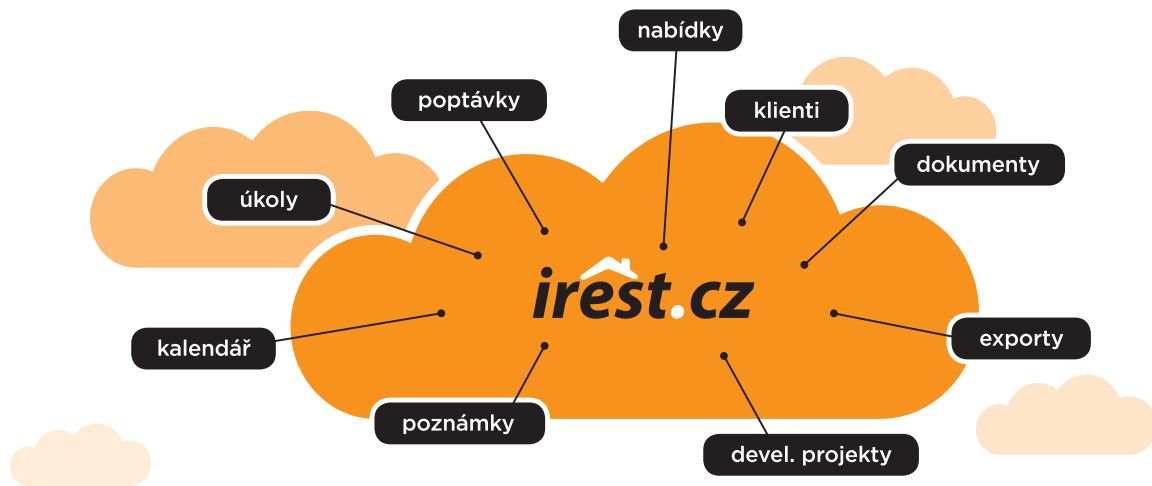 nabídky
poptávky
klienti
dokumenty
úkoly
irest.cz
kalendář
exporty
poznámky
devel. projekty